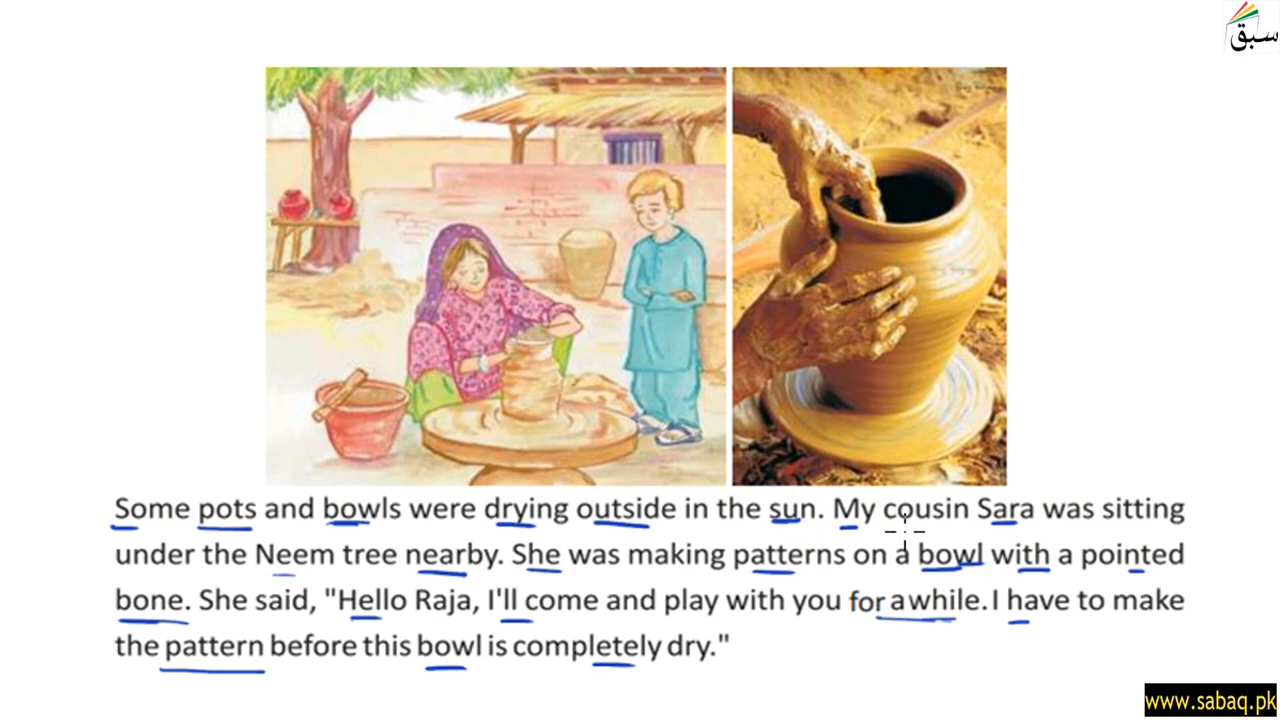 سبق
Some pots and bowls were drying outside in the sun. My cousin Sara was sitting
under the Neem tree nearby. She was making patterns on a bowl with a pointed
bone. She said, "Hello Raja, I'll come and play with you for awhile.I have to make
the pattern before this bowl is completely dry."
www.sabaq.pk